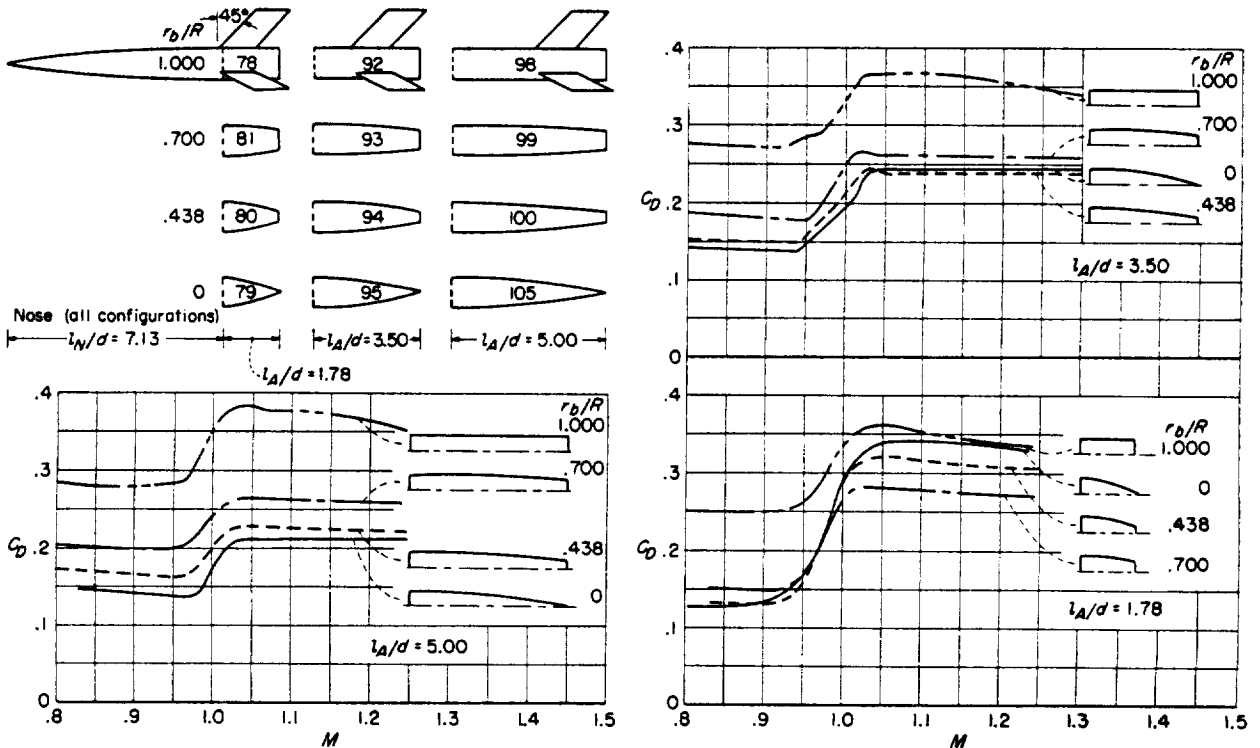 45°
r_b/R
1.000 78 92 98
.700 81 93 99
.438 80 94 100
0 79 95 105
Nose (all configurations)
l_N/d = 7.13 l_A/d = 3.50 l_A/d = 5.00
l_A/d = 1.78
.4
.3
C_D
.2
.1
0
r_b/R
1.000
.700
.438
0
l_A/d = 5.00
.8 .9 1.0 1.1 1.2 1.3 1.4 1.5
M
.4
.3
C_D
.2
.1
0
r_b/R
1.000
.700
0
.438
l_A/d = 3.50
.4
.3
C_D
.2
.1
0
r_b/R
1.000
0
.438
.700
l_A/d = 1.78
.8 .9 1.0 1.1 1.2 1.3 1.4 1.5
M